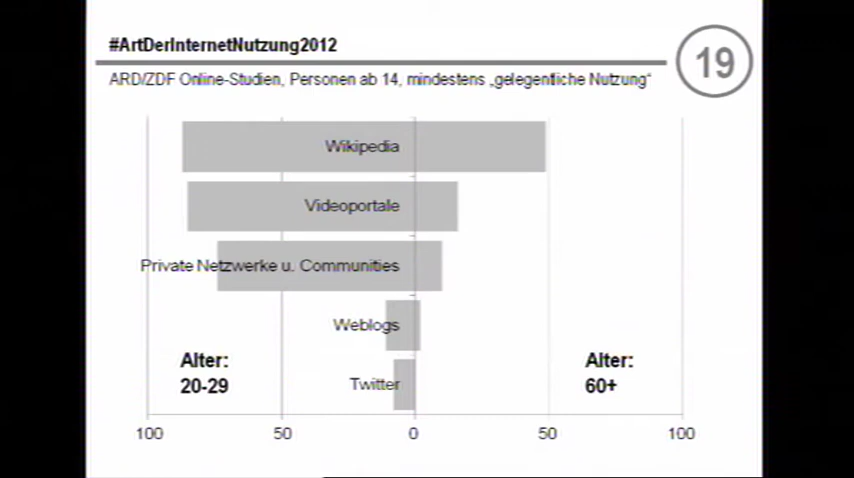 #ArtDerInternetNutzung2012
19
ARD/ZDF Online-Studien, Personen ab 14, mindestens „gelegentliche Nutzung“
Wikipedia
Videoportale
Private Netzwerke u. Communities
Weblogs
Twitter
Alter:
20-29
Alter:
60+
100 50 0 50 100